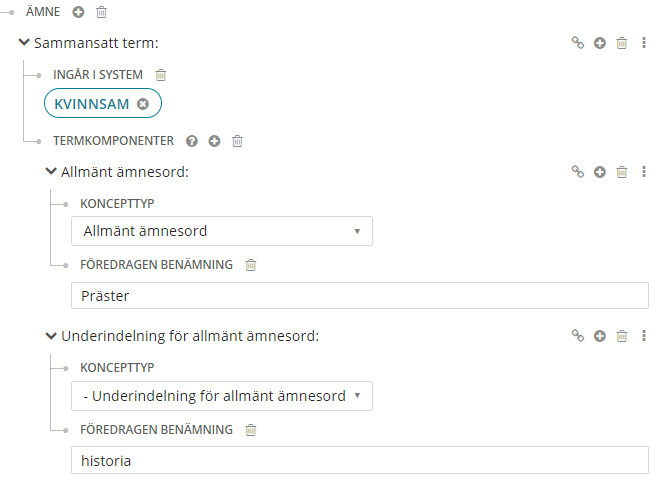 ÄMNE
Sammansatt term:
INGÅR I SYSTEM
KVINNSAM
TERMKOMPONENTER
Allmänt ämnesord:
KONCEPTTYP
Allmänt ämnesord
FÖREDRAGEN BENÄMNING
Präster
Underindelning för allmänt ämnesord:
KONCEPTTYP
- Underindelning för allmänt ämnesord
FÖREDRAGEN BENÄMNING
historia